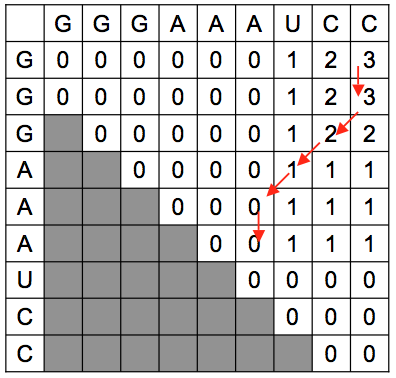 G G G A A A U C C
G 0 0 0 0 0 0 1 2 3
G 0 0 0 0 0 0 1 2 3
G 0 0 0 0 0 1 2 2
A 0 0 0 0 1 1 1
A 0 0 0 1 1 1
A 0 0 1 1 1
U 0 0 0 0
C 0 0 0
C 0 0